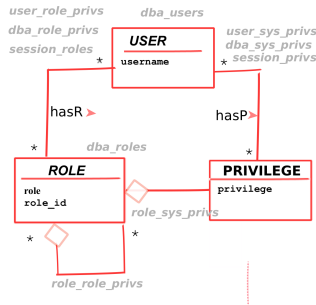 user_role_privs
dba_users
dba_role_privs
session_roles
user_sys_privs
dba_sys_privs
session_privs
USER
username
*
*
hasR
hasP
*
*
dba_roles
ROLE
role
role_id
PRIVILEGE
privilege
role_sys_privs
*
*
role_role_privs